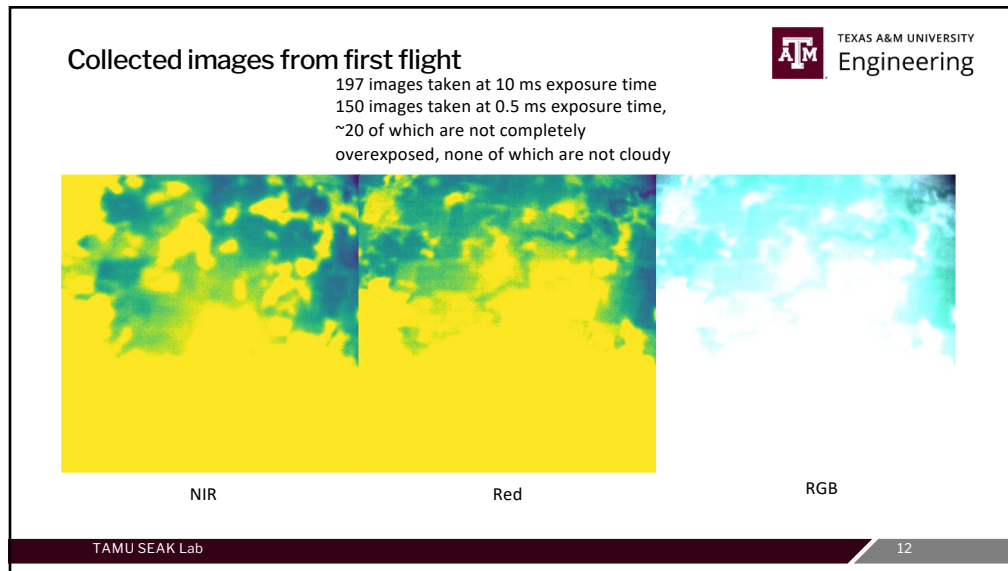 Collected images from first flight
TEXAS A&M UNIVERSITY
Engineering
ATM
197 images taken at 10 ms exposure time
150 images taken at 0.5 ms exposure time,
~20 of which are not completely
overexposed, none of which are not cloudy
NIR
Red
RGB
TAMU SEAK Lab
12